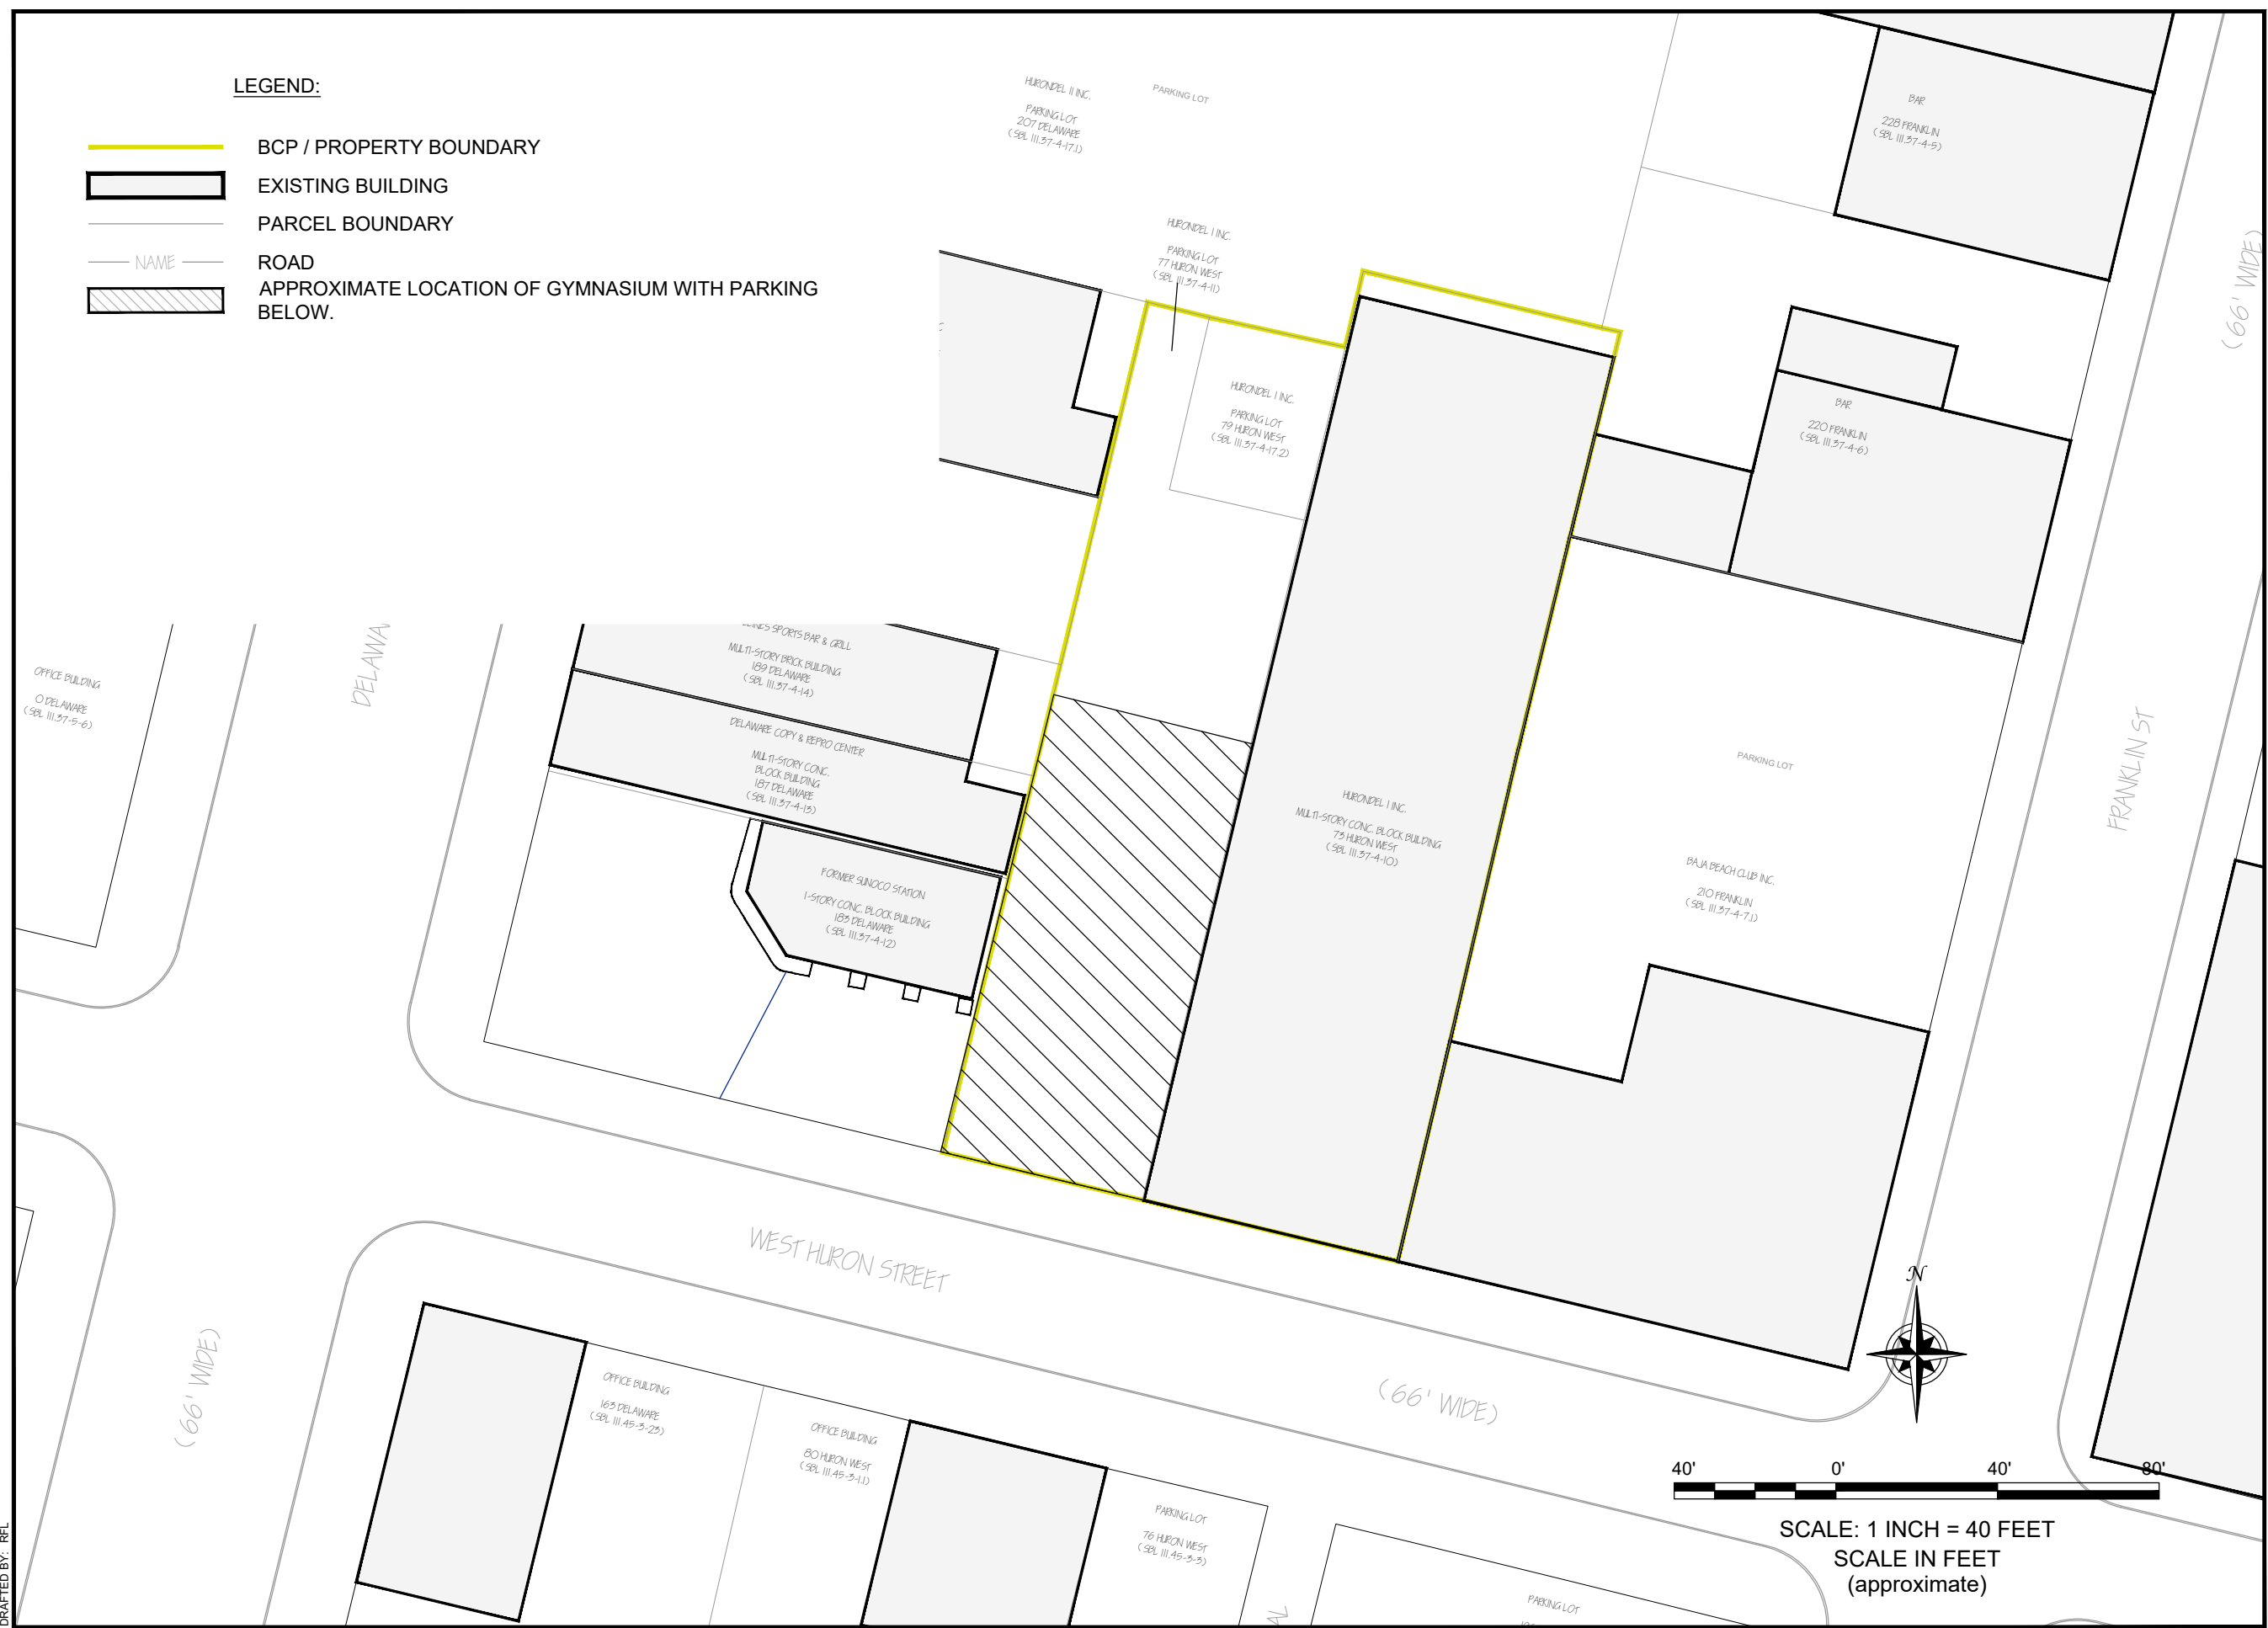 LEGEND:
BCP / PROPERTY BOUNDARY
EXISTING BUILDING
PARCEL BOUNDARY
NAME
ROAD
APPROXIMATE LOCATION OF GYMNASIUM WITH PARKING
BELOW.
HURONDEL II INC.
PARKING LOT
207 DELAWARE
(SBL 111.37-4-17.1)
PARKING LOT
BAR
228 FRANKLIN
(SBL 111.37-4-5)
(66' WIDE)
HURONDEL I INC.
PARKING LOT
77 HURON WEST
(SBL 111.37-4-11)
HURONDEL I INC.
PARKING LOT
79 HURON WEST
(SBL 111.37-4-17.2)
BAR
220 FRANKLIN
(SBL 111.37-4-6)
OFFICE BUILDING
0 DELAWARE
(SBL 111.37-5-6)
DELAWA
SPORTS BAR & GRILL
MULTI-STORY BRICK BUILDING
189 DELAWARE
(SBL 111.37-4-14)
DELAWARE COPY & REPRO CENTER
MULTI-STORY CONC.
BLOCK BUILDING
187 DELAWARE
(SBL 111.37-4-13)
FORMER SUNOCO STATION
1-STORY CONC. BLOCK BUILDING
183 DELAWARE
(SBL 111.37-4-12)
HURONDEL I INC.
MULTI-STORY CONC. BLOCK BUILDING
73 HURON WEST
(SBL 111.37-4-10)
PARKING LOT
BAJA BEACH CLUB INC.
210 FRANKLIN
(SBL 111.37-4-7.1)
FRANKLIN ST
WEST HURON STREET
(66' WIDE)
(66' WIDE)
OFFICE BUILDING
163 DELAWARE
(SBL 111.45-3-23)
OFFICE BUILDING
80 HURON WEST
(SBL 111.45-3-1.1)
PARKING LOT
76 HURON WEST
(SBL 111.45-3-3)
PARKING LOT
AL
N
40' 0' 40' 80'
SCALE: 1 INCH = 40 FEET
SCALE IN FEET
(approximate)
DRAFTED BY: RFL